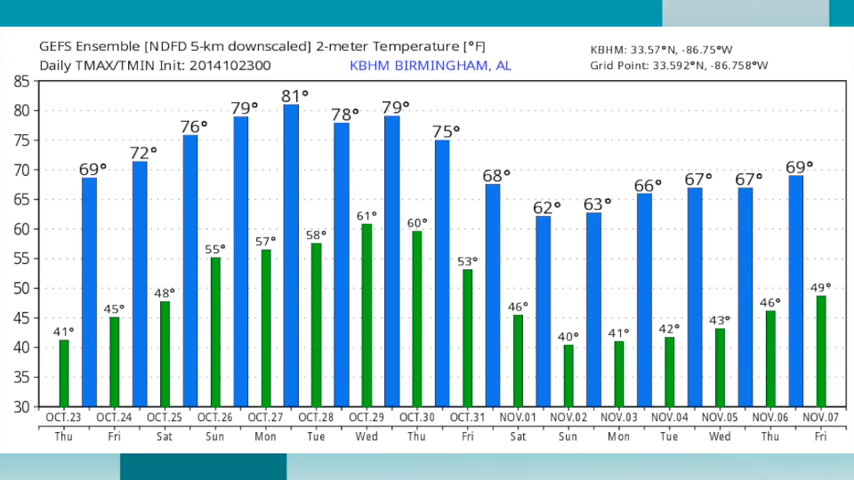 GEFS Ensemble [NDFD 5-km downscaled] 2-meter Temperature [°F]
KBHM: 33.57°N, -86.75°W
Daily TMAX/TMIN Init: 2014102300 KBHM BIRMINGHAM, AL
Grid Point: 33.592°N, -86.758°W
85
80
75
70
65
60
55
50
45
40
35
30
41° 69° 45° 72° 48° 76° 55° 79° 57° 81° 58° 78° 61° 79° 60° 75° 53° 68° 46° 62° 40° 63° 41° 66° 42° 67° 43° 67° 46° 69° 49°
OCT.23 OCT.24 OCT.25 OCT.26 OCT.27 OCT.28 OCT.29 OCT.30 OCT.31 NOV.01 NOV.02 NOV.03 NOV.04 NOV.05 NOV.06 NOV.07
Thu Fri Sat Sun Mon Tue Wed Thu Fri Sat Sun Mon Tue Wed Thu Fri